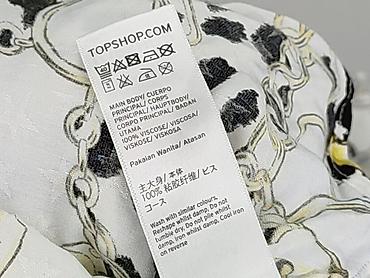 TOPSHOP.COM
MAIN BODY/ CUERPO
PRINCIPAL/ CORPS
PRINCIPAL/ HAUPTBODY/
CORPO PRINCIPAL/ BADAN
UTAMA
100% VISCOSE/ VISCOSA/
VISKOSE/ VISKOSA
Pakaian Wanita/ Atasan
主大身/ 本体
100% 粘胶纤维/ ビス
コース
Wash with similar colours.
Reshape whilst damp. Do not
tumble dry. Do not pile whilst
damp. Iron whilst damp. Cool iron
on reverse